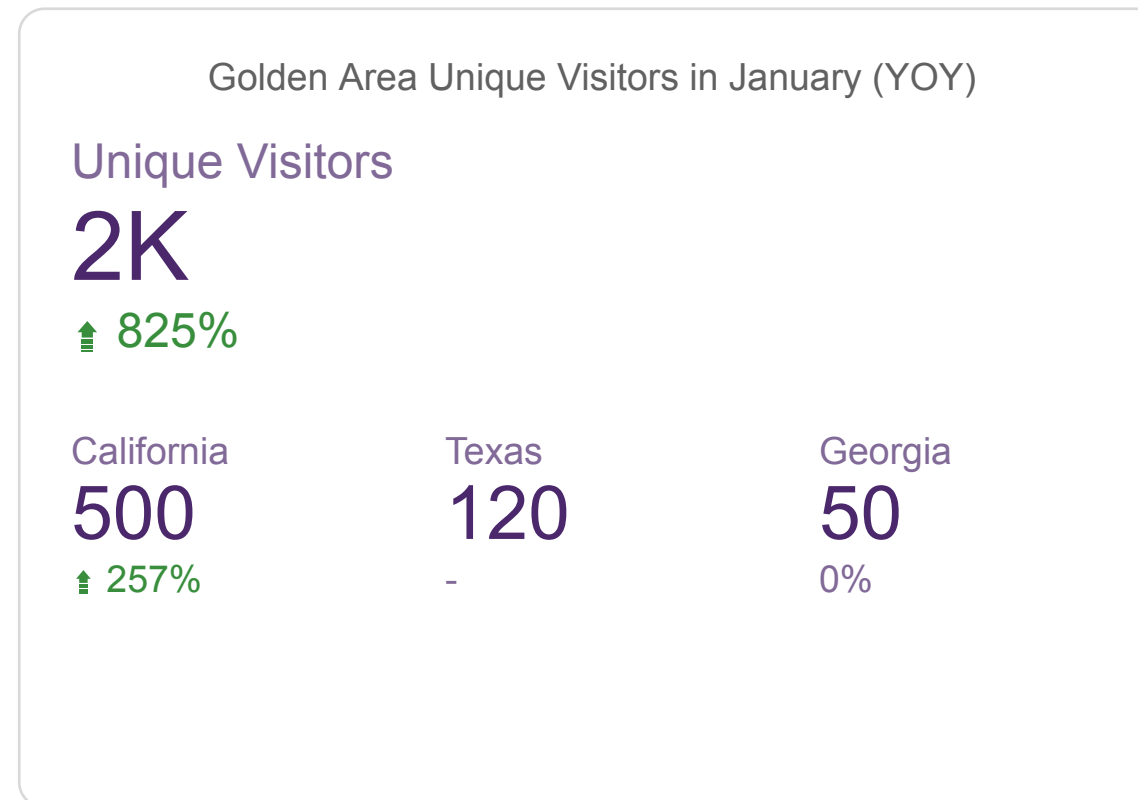 Golden Area Unique Visitors in January (YOY)
Unique Visitors
2K
825%
California Texas Georgia
500 120 50
257% - 0%